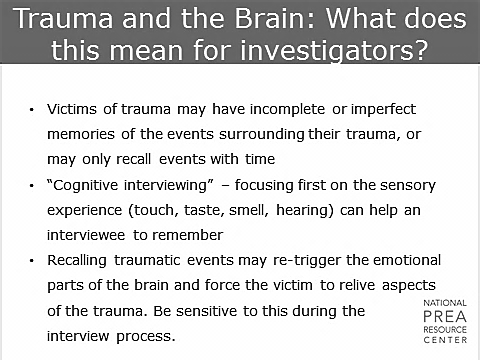 Trauma and the Brain: What does
this mean for investigators?
• Victims of trauma may have incomplete or imperfect
memories of the events surrounding their trauma, or
may only recall events with time
• “Cognitive interviewing” – focusing first on the sensory
experience (touch, taste, smell, hearing) can help an
interviewee to remember
• Recalling traumatic events may re-trigger the emotional
parts of the brain and force the victim to relive aspects
of the trauma. Be sensitive to this during the
interview process.
NATIONAL
PREA
RESOURCE
CENTER